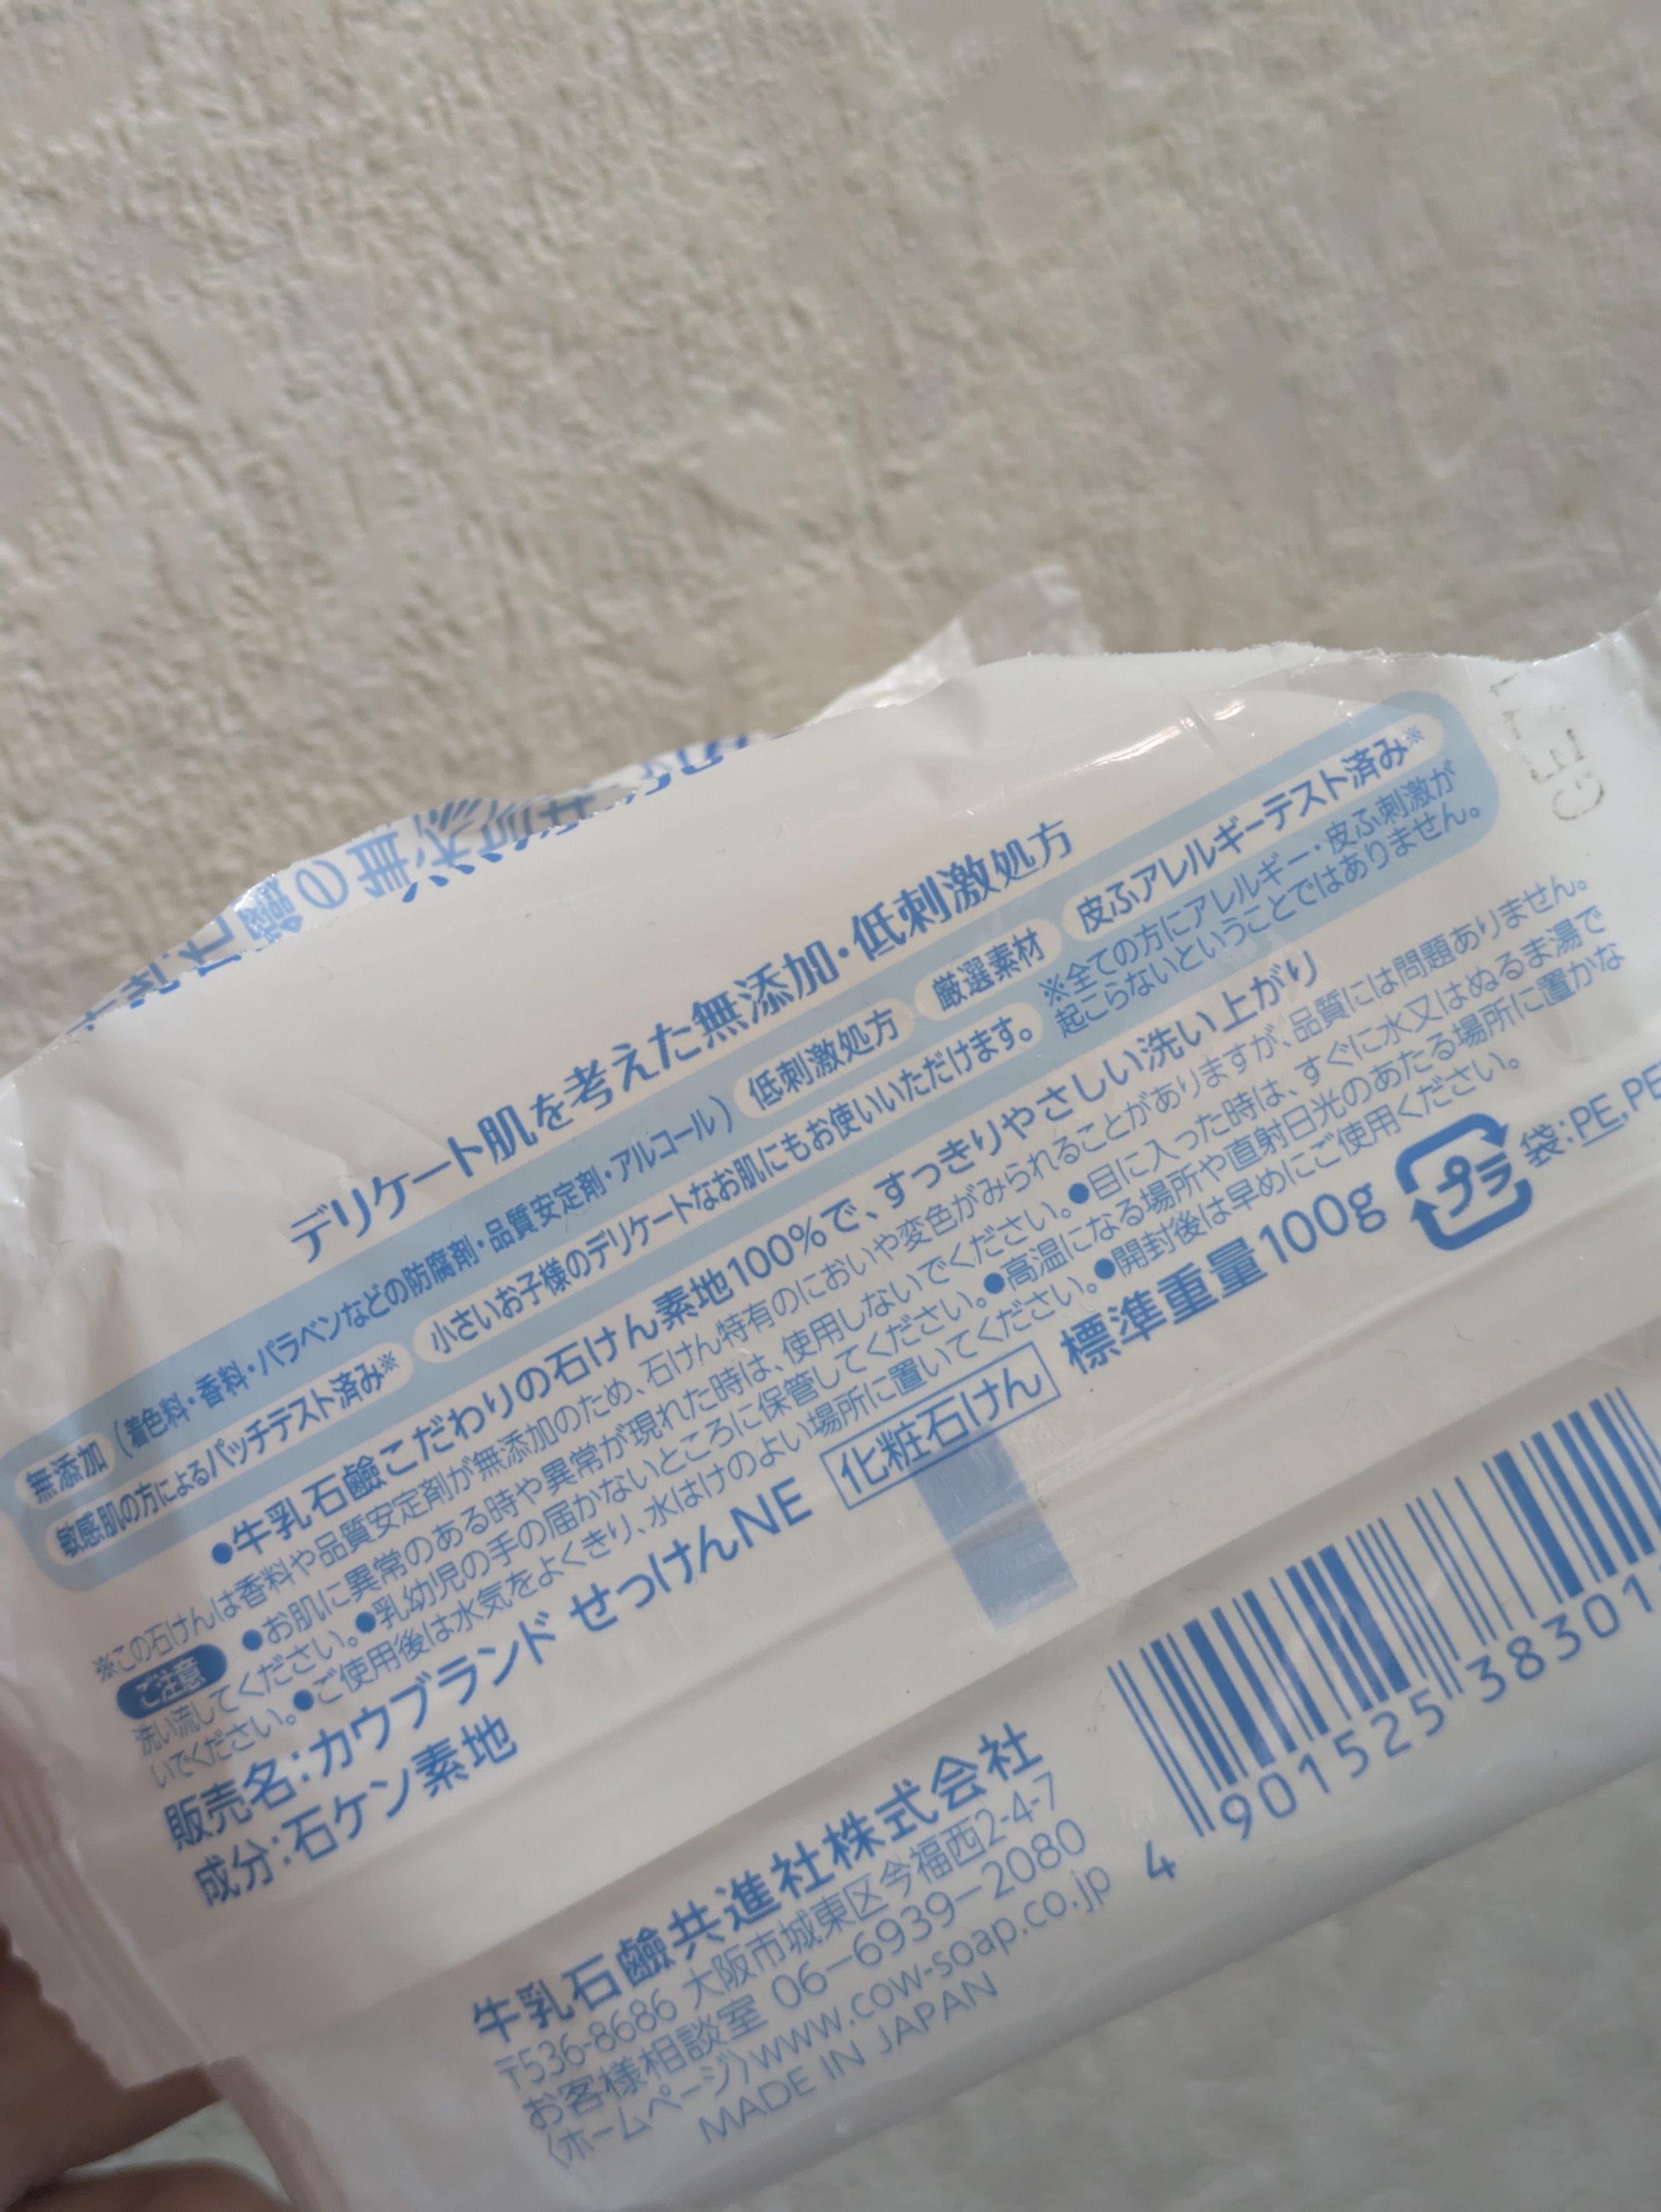 デリケート肌を考えた無添加・低刺激処方
無添加（着色料・香料・パラベンなどの防腐剤・品質安定剤・アルコール） 低刺激処方 厳選素材 皮ふアレルギーテスト済み※
敏感肌の方によるパッチテスト済み※ 小さいお子様のデリケートなお肌にもお使いいただけます。
※全ての方にアレルギー・皮ふ刺激が
起こらないということではありません。
●牛乳石鹼こだわりの石けん素地100%で、すっきりやさしい洗い上がり
※この石けんは香料や品質安定剤が無添加のため、石けん特有のにおいや変色がみられることがありますが、品質には問題ありません。
ご注意 ●お肌に異常のある時や異常が現れた時は、使用しないでください。●目に入った時は、すぐに水又はぬるま湯で
洗い流してください。●乳幼児の手の届かないところに保管してください。●高温になる場所や直射日光のあたる場所に置かな
いでください。●ご使用後は水気をよくきり、水はけのよい場所に置いてください。●開封後は早めにご使用ください。
販売名：カウブランド せっけんNE 化粧石けん 標準重量100g
プラ 袋：PE,
成分：石ケン素地
牛乳石鹼共進社株式会社
〒536-8686 大阪市城東区今福西2-4-7
お客様相談室 06-6939-2080
〈ホームページ〉www.cow-soap.co.jp
MADE IN JAPAN
4 901525 38301